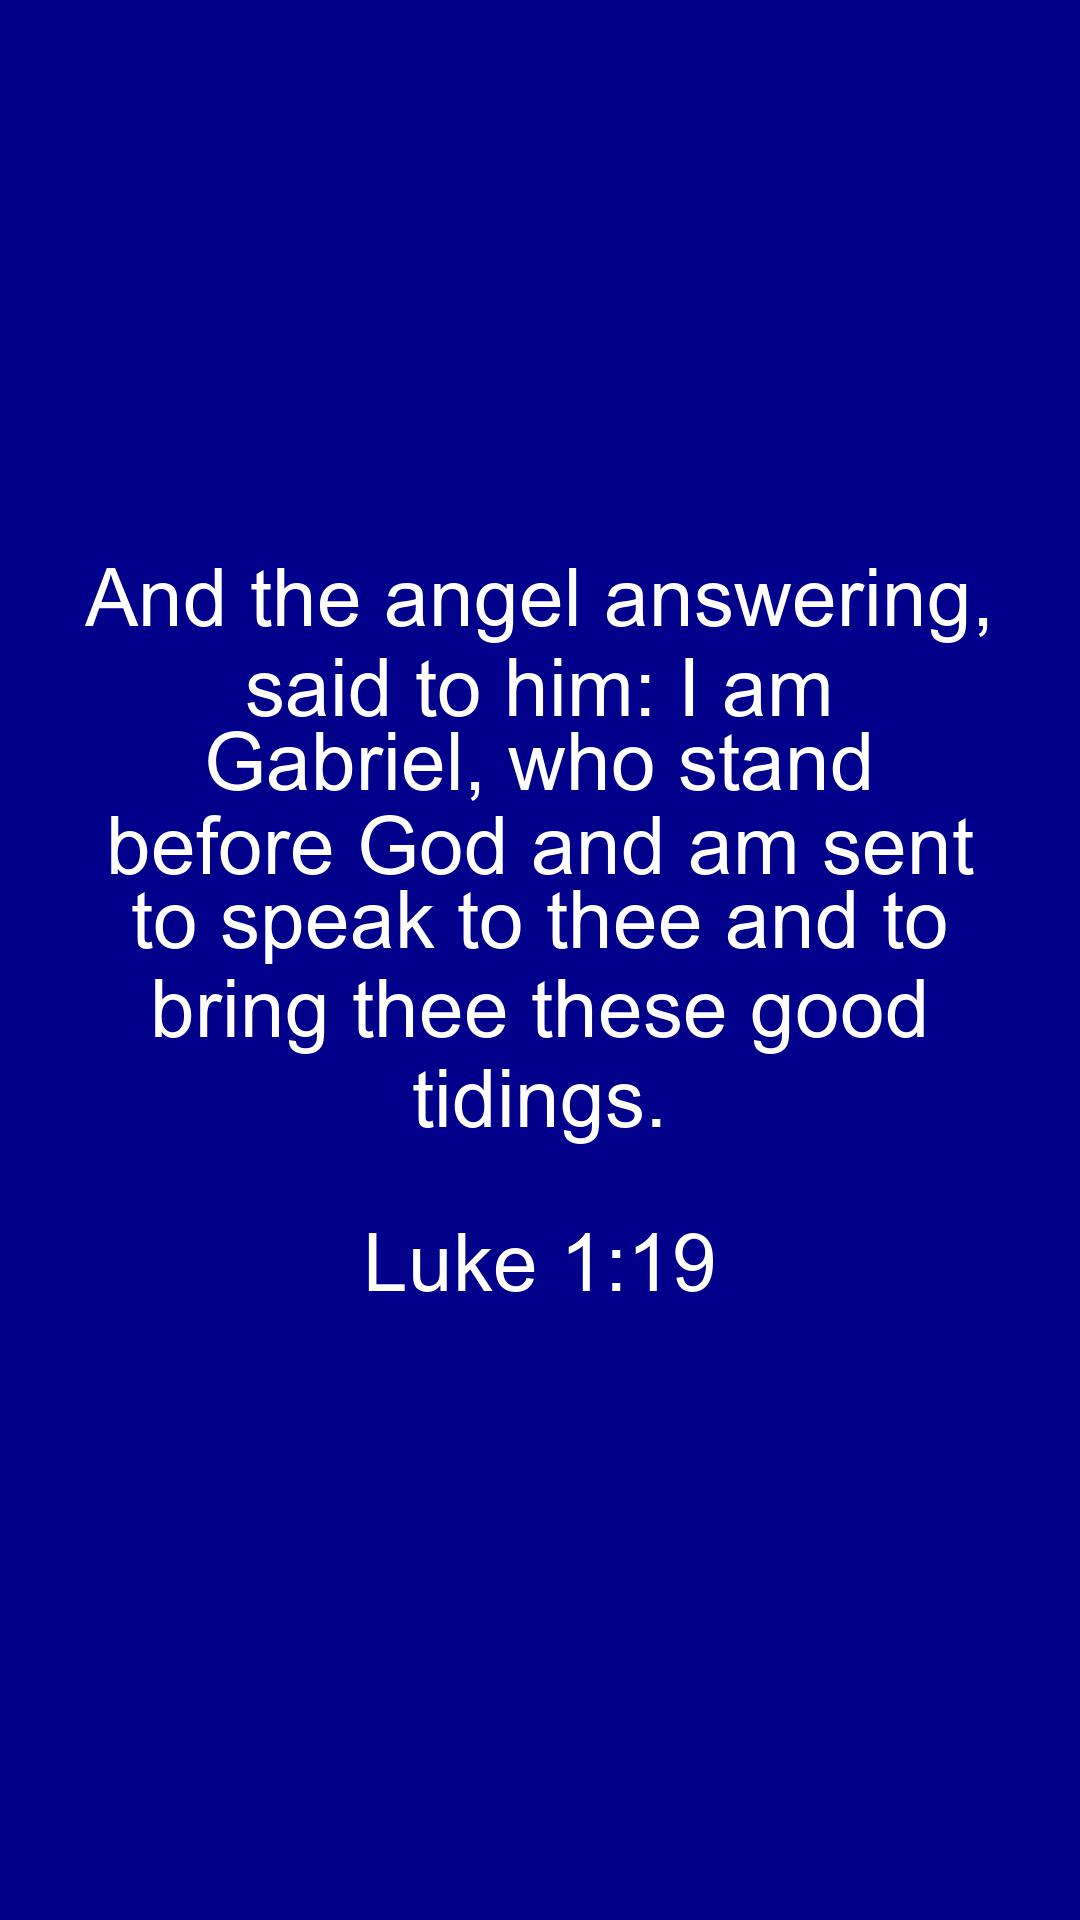 And the angel answering,
said to him: I am
Gabriel, who stand
before God and am sent
to speak to thee and to
bring thee these good
tidings.
Luke 1:19